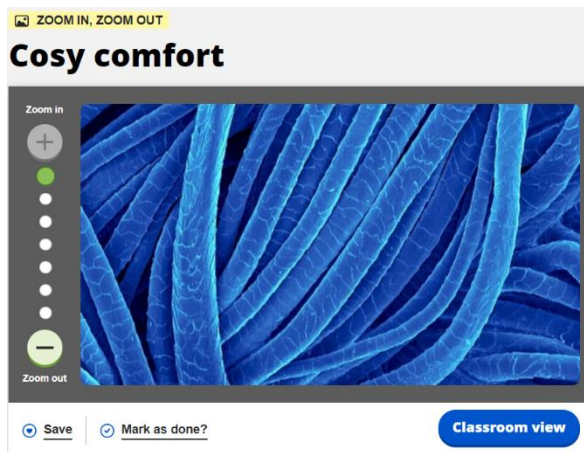 ZOOM IN, ZOOM OUT
Cosy comfort
Zoom in
Zoom out
Save
Mark as done?
Classroom view